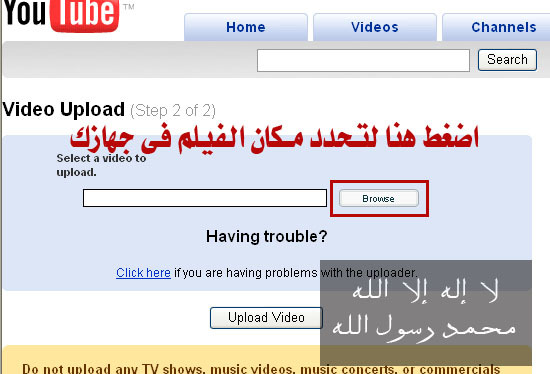 YouTube TM
Home Videos Channels
Search
Video Upload (Step 2 of 2)
اضغط هنا لتحدد مكان الفيلم فى جهازك
Select a video to
upload.
Browse
Having trouble?
Click here if you are having problems with the uploader.
لا إله إلا الله
محمد رسول الله
Upload Video
Do not upload any TV shows, music videos, music concerts, or commercials